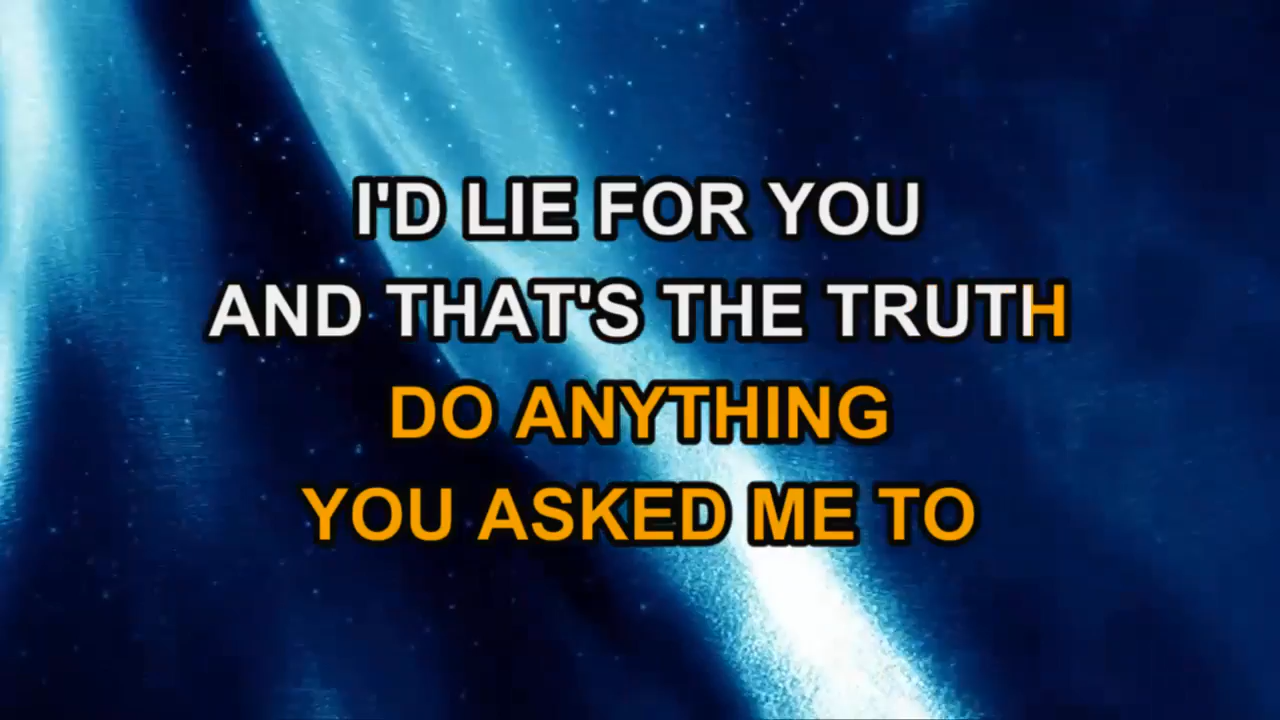 I'D LIE FOR YOU
AND THAT'S THE TRUTH
DO ANYTHING
YOU ASKED ME TO